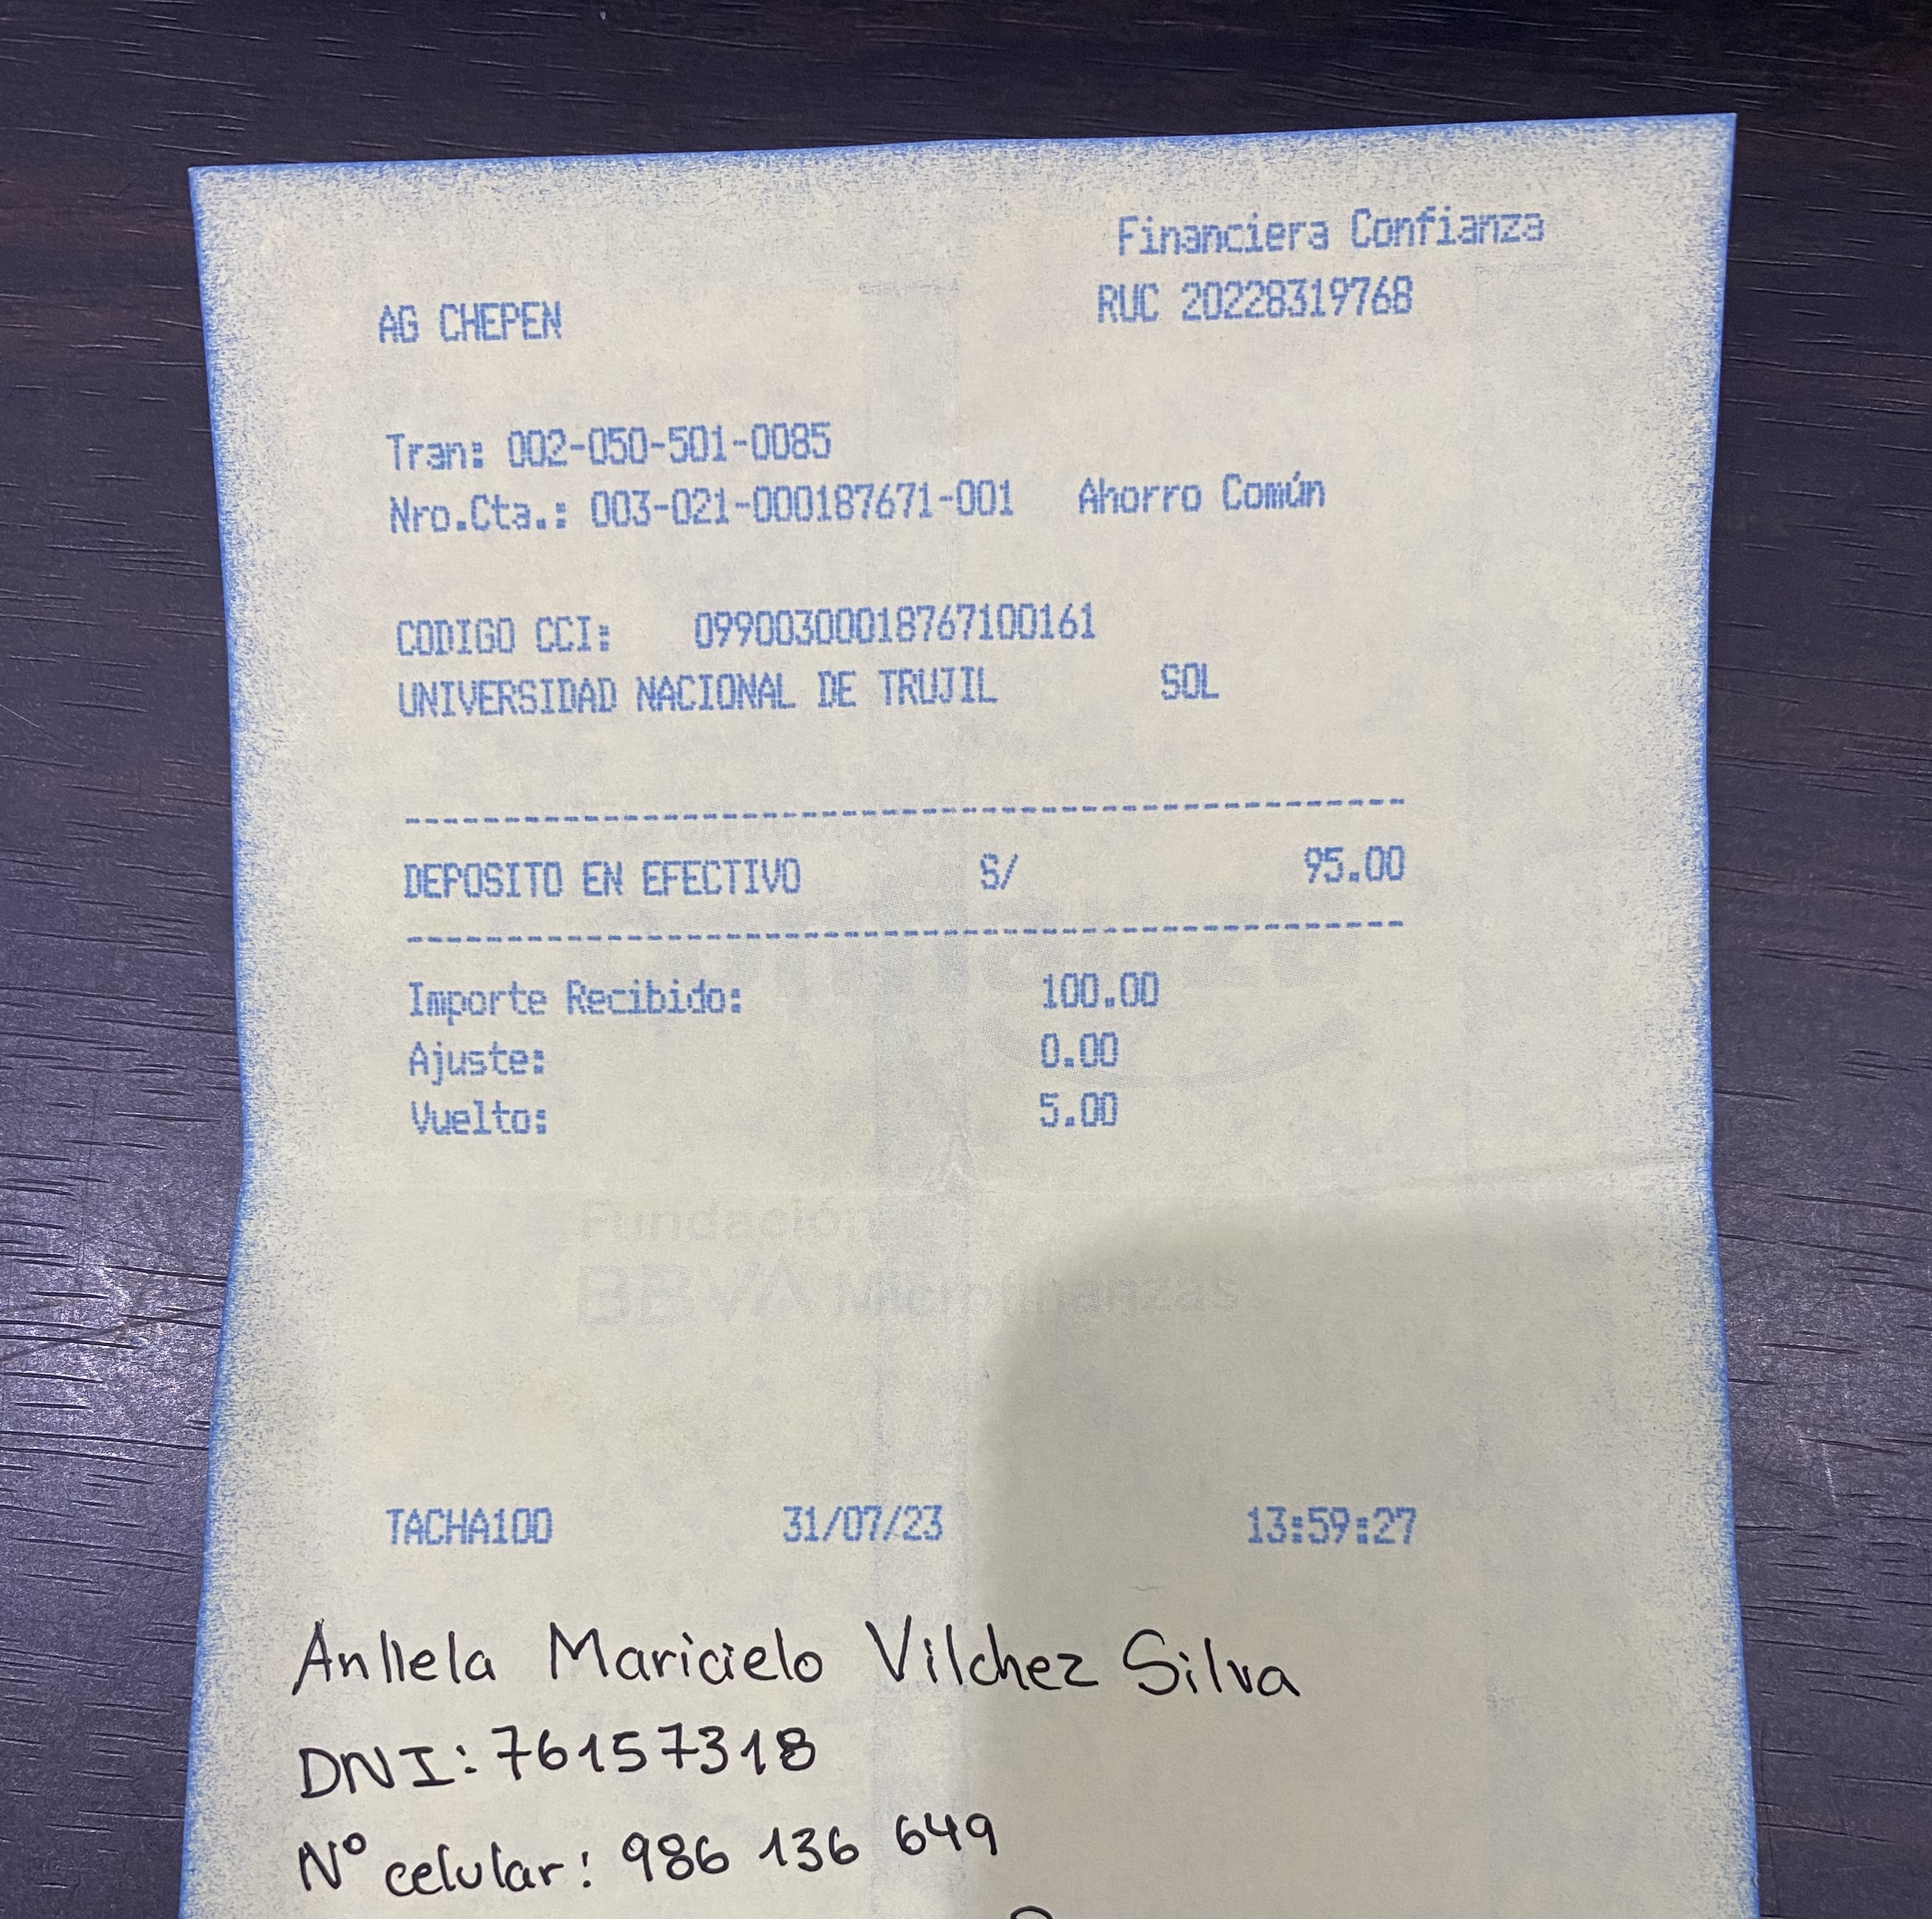 Financiera Confianza
AG CHEPEN RUC 20228319768
Tran: 002-050-501-0085
Nro.Cta.: 003-021-000187671-001 Ahorro Común
CODIGO CCI: 09900300018767100161
UNIVERSIDAD NACIONAL DE TRUJIL SOL
DEPOSITO EN EFECTIVO S/ 95.00
Importe Recibido: 100.00
Ajuste: 0.00
Vuelto: 5.00
Fundación
BBVA Microfinanzas
TACHA100 31/07/23 13:59:27
Anllela Maricielo Vilchez Silva
DNI: 76157318
N° celular: 986 136 649